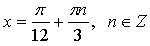 x = π/12 + πn/3, n ∈ Z